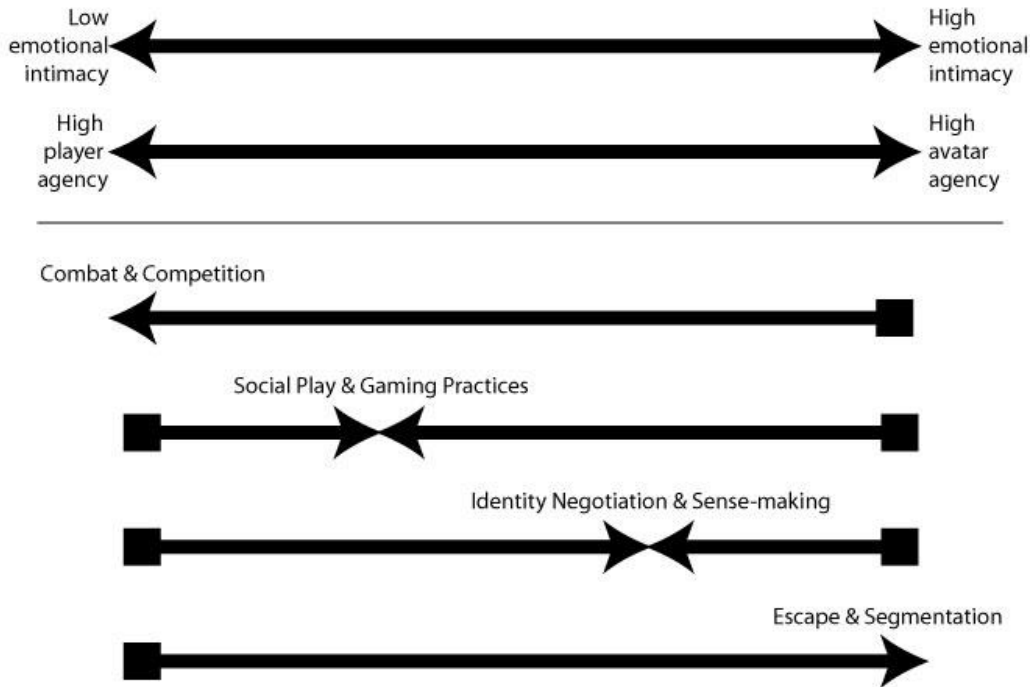 Low
emotional
intimacy
High
emotional
intimacy
High
player
agency
High
avatar
agency
Combat & Competition
Social Play & Gaming Practices
Identity Negotiation & Sense-making
Escape & Segmentation